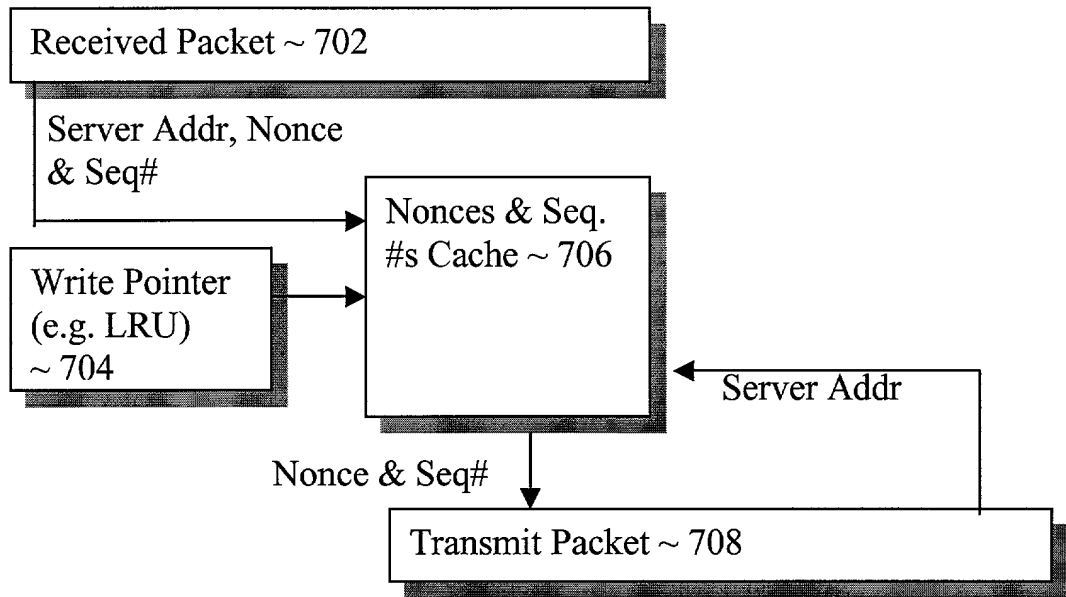 Received Packet ~ 702
Server Addr, Nonce
& Seq#
Nonces & Seq.
#s Cache ~ 706
Write Pointer
(e.g. LRU)
~ 704
Server Addr
Nonce & Seq#
Transmit Packet ~ 708